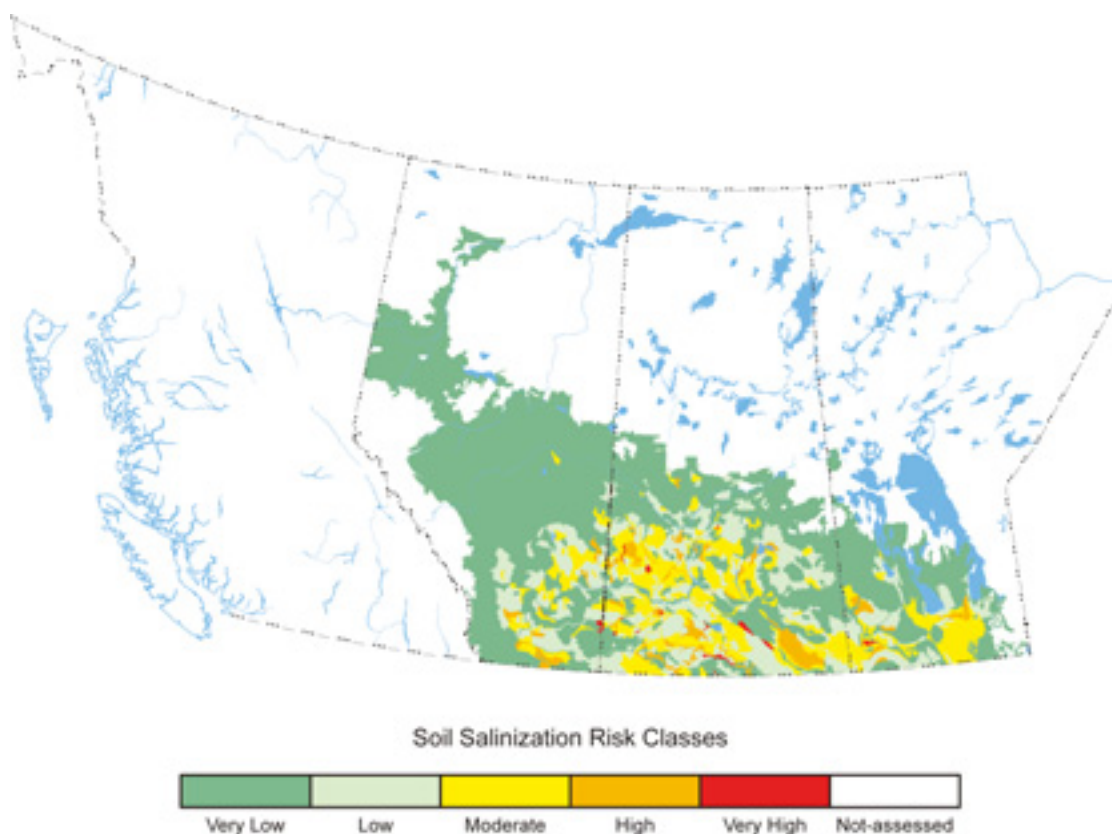 Soil Salinization Risk Classes
Very Low Low Moderate High Very High Not-assessed